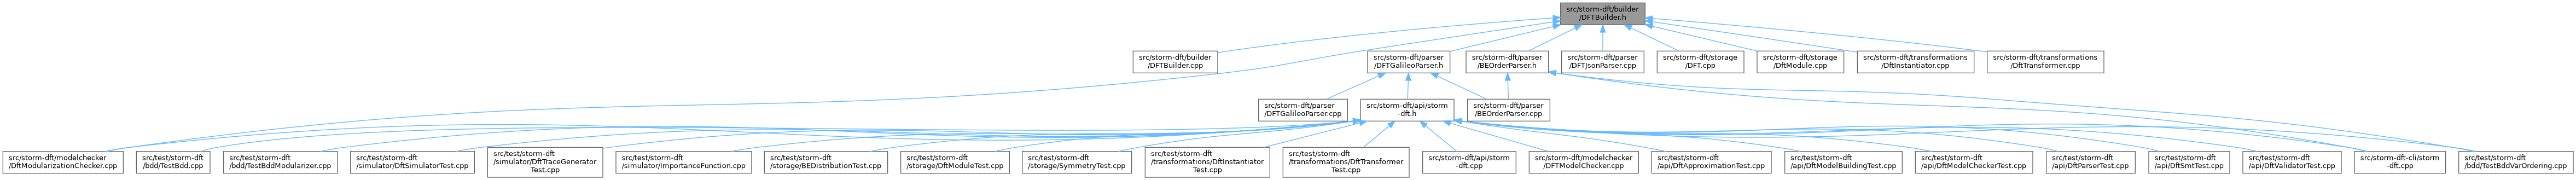 src/storm-dft/builder
/DFTBuilder.h
src/storm-dft/builder
/DFTBuilder.cpp
src/storm-dft/parser
/DFTGalileoParser.h
src/storm-dft/parser
/BEOrderParser.h
src/storm-dft/parser
/DFTJsonParser.cpp
src/storm-dft/storage
/DFT.cpp
src/storm-dft/storage
/DftModule.cpp
src/storm-dft/transformations
/DftInstantiator.cpp
src/storm-dft/transformations
/DftTransformer.cpp
src/storm-dft/parser
/DFTGalileoParser.cpp
src/storm-dft/api/storm
-dft.h
src/storm-dft/parser
/BEOrderParser.cpp
src/storm-dft/modelchecker
/DftModularizationChecker.cpp
src/test/storm-dft
/bdd/TestBdd.cpp
src/test/storm-dft
/bdd/TestBddModularizer.cpp
src/test/storm-dft
/simulator/DftSimulatorTest.cpp
src/test/storm-dft
/simulator/DftTraceGenerator
Test.cpp
src/test/storm-dft
/simulator/ImportanceFunction.cpp
src/test/storm-dft
/storage/BEDistributionTest.cpp
src/test/storm-dft
/storage/DftModuleTest.cpp
src/test/storm-dft
/storage/SymmetryTest.cpp
src/test/storm-dft
/transformations/DftInstantiator
Test.cpp
src/test/storm-dft
/transformations/DftTransformer
Test.cpp
src/storm-dft/api/storm
-dft.cpp
src/storm-dft/modelchecker
/DFTModelChecker.cpp
src/test/storm-dft
/api/DftApproximationTest.cpp
src/test/storm-dft
/api/DftModelBuildingTest.cpp
src/test/storm-dft
/api/DftModelCheckerTest.cpp
src/test/storm-dft
/api/DftParserTest.cpp
src/test/storm-dft
/api/DftSmtTest.cpp
src/test/storm-dft
/api/DftValidatorTest.cpp
src/storm-dft-cli/storm
-dft.cpp
src/test/storm-dft
/bdd/TestBddVarOrdering.cpp